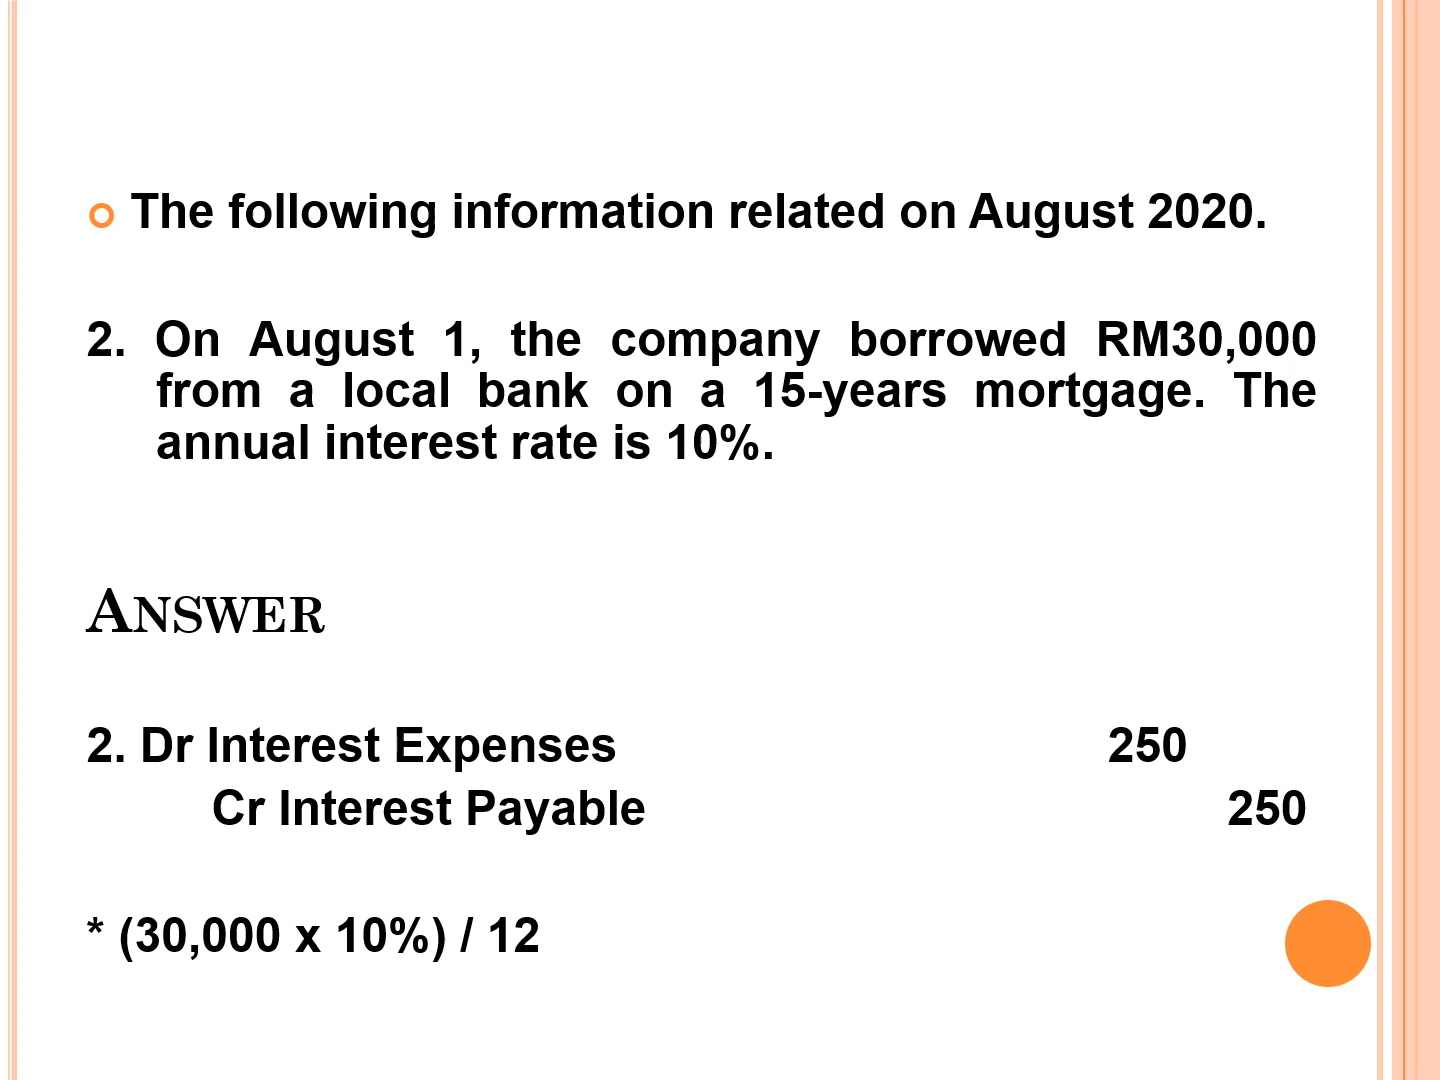 The following information related on August 2020.
2. On August 1, the company borrowed RM30,000
from a local bank on a 15-years mortgage. The
annual interest rate is 10%.
ANSWER
2. Dr Interest Expenses 250
Cr Interest Payable 250
* (30,000 x 10%) / 12